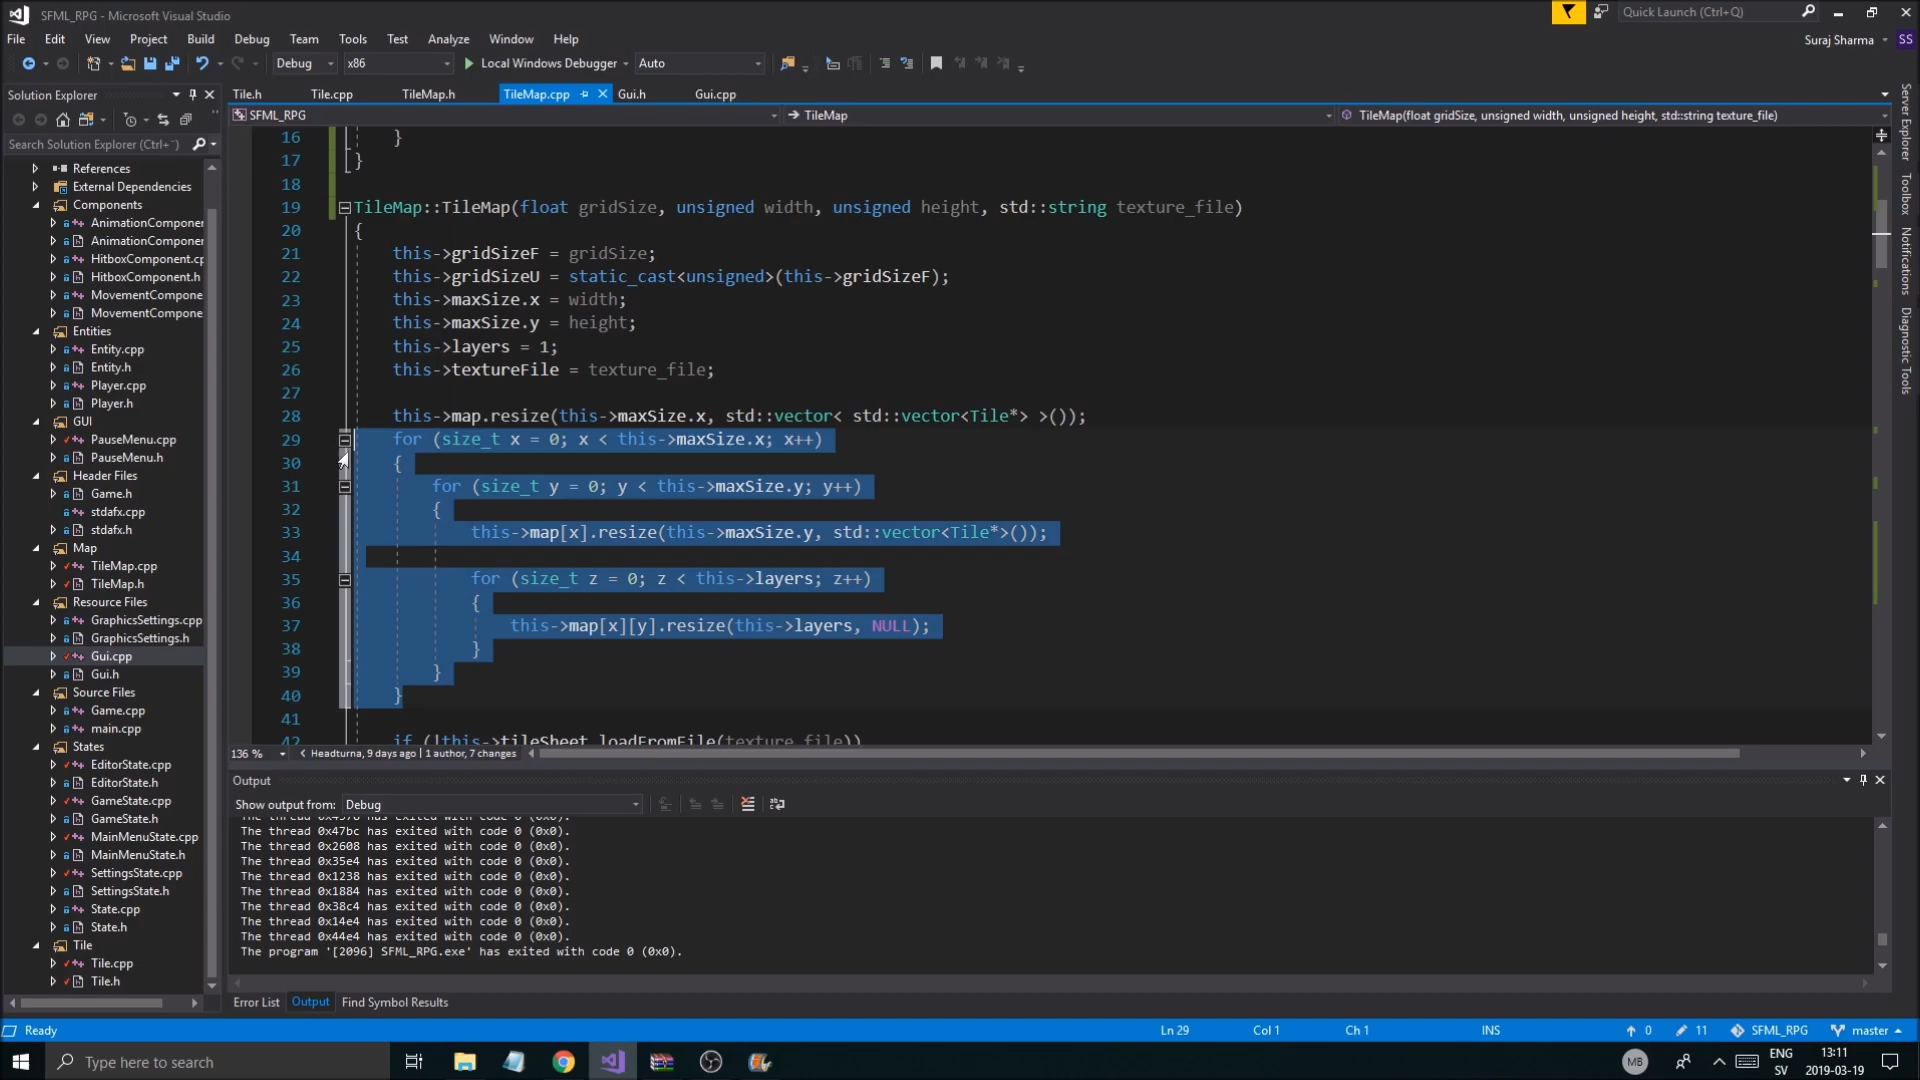 SFML_RPG - Microsoft Visual Studio
Quick Launch (Ctrl+Q)
File Edit View Project Build Debug Team Tools Test Analyze Window Help
Suraj Sharma SS
Debug x86 Local Windows Debugger Auto
Solution Explorer
Search Solution Explorer (Ctrl+¨)
References
External Dependencies
Components
AnimationComponer
AnimationComponer
HitboxComponent.cp
HitboxComponent.h
MovementCompone
MovementCompone
Entities
Entity.cpp
Entity.h
Player.cpp
Player.h
GUI
PauseMenu.cpp
PauseMenu.h
Header Files
Game.h
stdafx.cpp
stdafx.h
Map
TileMap.cpp
TileMap.h
Resource Files
GraphicsSettings.cpp
GraphicsSettings.h
Gui.cpp
Gui.h
Source Files
Game.cpp
main.cpp
States
EditorState.cpp
EditorState.h
GameState.cpp
GameState.h
MainMenuState.cpp
MainMenuState.h
SettingsState.cpp
SettingsState.h
State.cpp
State.h
Tile
Tile.cpp
Tile.h
Tile.h Tile.cpp TileMap.h TileMap.cpp Gui.h Gui.cpp
SFML_RPG TileMap TileMap(float gridSize, unsigned width, unsigned height, std::string texture_file)
16 }
17 }
18
19 TileMap::TileMap(float gridSize, unsigned width, unsigned height, std::string texture_file)
20 {
21 this->gridSizeF = gridSize;
22 this->gridSizeU = static_cast<unsigned>(this->gridSizeF);
23 this->maxSize.x = width;
24 this->maxSize.y = height;
25 this->layers = 1;
26 this->textureFile = texture_file;
27
28 this->map.resize(this->maxSize.x, std::vector< std::vector<Tile*> >());
29 for (size_t x = 0; x < this->maxSize.x; x++)
30 {
31 for (size_t y = 0; y < this->maxSize.y; y++)
32 {
33 this->map[x].resize(this->maxSize.y, std::vector<Tile*>());
34
35 for (size_t z = 0; z < this->layers; z++)
36 {
37 this->map[x][y].resize(this->layers, NULL);
38 }
39 }
40 }
41
42 if (!this->tileSheet.loadFromFile(texture_file))
136 % Headturna, 9 days ago | 1 author, 7 changes
Output
Show output from: Debug
The thread 0x4978 has exited with code 0 (0x0).
The thread 0x47bc has exited with code 0 (0x0).
The thread 0x2608 has exited with code 0 (0x0).
The thread 0x35e4 has exited with code 0 (0x0).
The thread 0x1238 has exited with code 0 (0x0).
The thread 0x1884 has exited with code 0 (0x0).
The thread 0x38c4 has exited with code 0 (0x0).
The thread 0x14e4 has exited with code 0 (0x0).
The thread 0x44e4 has exited with code 0 (0x0).
The program '[2096] SFML_RPG.exe' has exited with code 0 (0x0).
Error List Output Find Symbol Results
Server Explorer
Toolbox
Notifications
Diagnostic Tools
Ready Ln 29 Col 1 Ch 1 INS 0 11 SFML_RPG master
Type here to search
MB
ENG
SV
13:11
2019-03-19